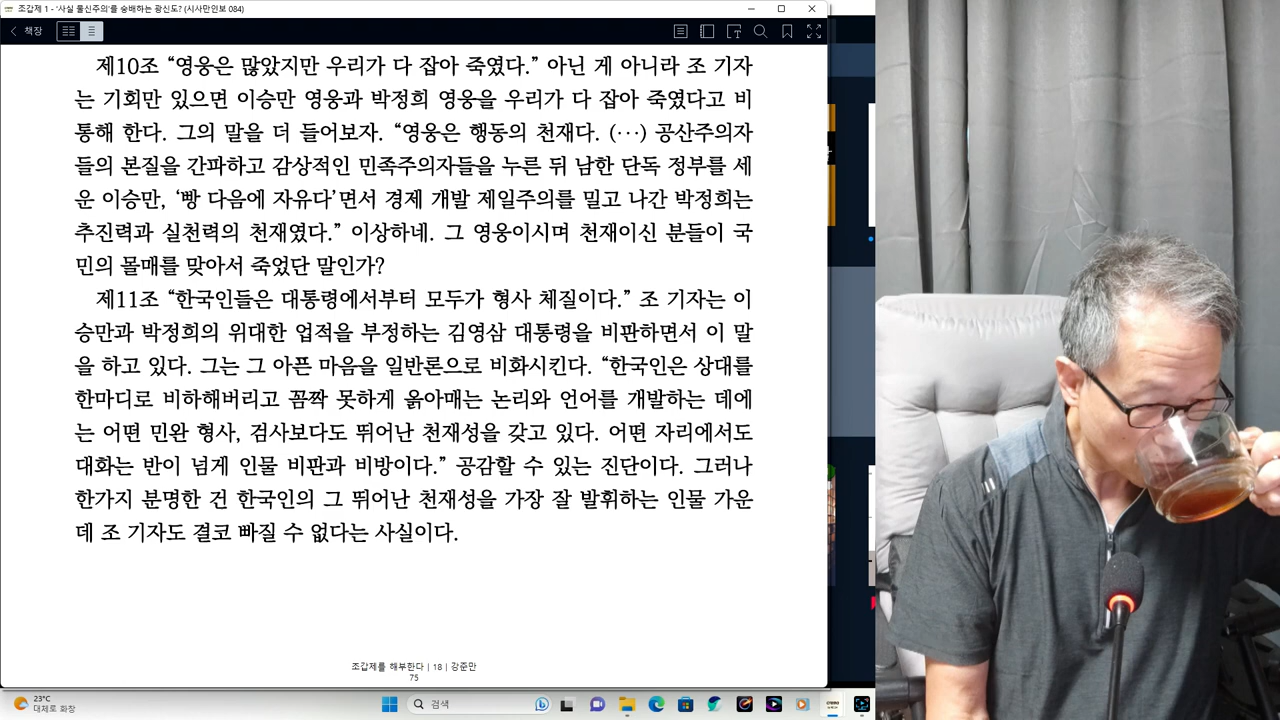 조갑제 1 - '사실 물신주의'를 숭배하는 광신도? (시사만인보 084)
책장
제10조 “영웅은 많았지만 우리가 다 잡아 죽였다.” 아닌 게 아니라 조 기자
는 기회만 있으면 이승만 영웅과 박정희 영웅을 우리가 다 잡아 죽였다고 비
통해 한다. 그의 말을 더 들어보자. “영웅은 행동의 천재다. (···) 공산주의자
들의 본질을 간파하고 감상적인 민족주의자들을 누른 뒤 남한 단독 정부를 세
운 이승만, ‘빵 다음에 자유다’면서 경제 개발 제일주의를 밀고 나간 박정희는
추진력과 실천력의 천재였다.” 이상하네. 그 영웅이시며 천재이신 분들이 국
민의 몰매를 맞아서 죽었단 말인가?
제11조 “한국인들은 대통령에서부터 모두가 형사 체질이다.” 조 기자는 이
승만과 박정희의 위대한 업적을 부정하는 김영삼 대통령을 비판하면서 이 말
을 하고 있다. 그는 그 아픈 마음을 일반론으로 비화시킨다. “한국인은 상대를
한마디로 비하해버리고 꼼짝 못하게 옭아매는 논리와 언어를 개발하는 데에
는 어떤 민완 형사, 검사보다도 뛰어난 천재성을 갖고 있다. 어떤 자리에서도
대화는 반이 넘게 인물 비판과 비방이다.” 공감할 수 있는 진단이다. 그러나
한가지 분명한 건 한국인의 그 뛰어난 천재성을 가장 잘 발휘하는 인물 가운
데 조 기자도 결코 빠질 수 없다는 사실이다.
조갑제를 해부한다 | 18 | 강준만
75
23°C
대체로 화창
검색